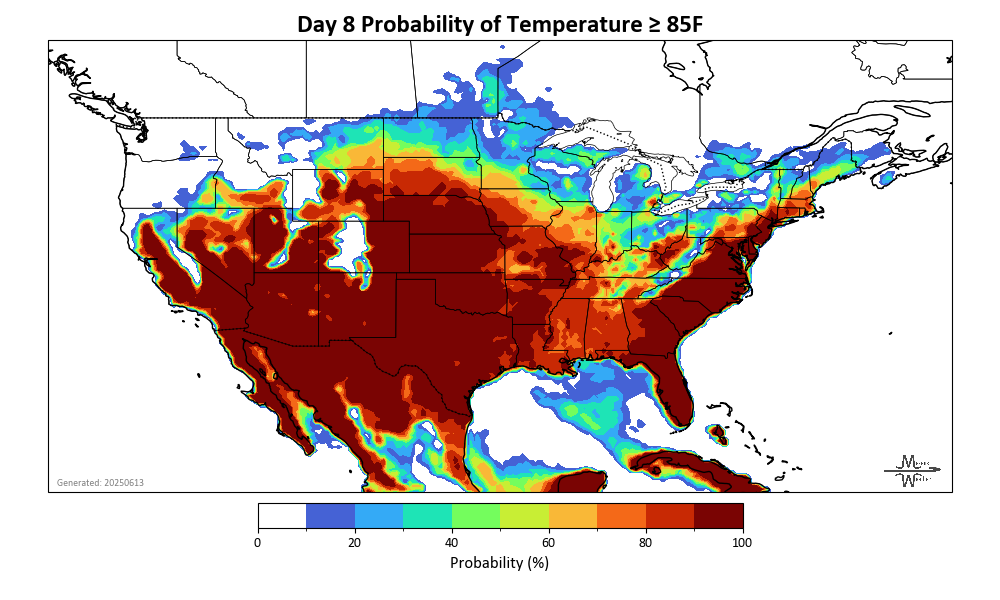 Day 8 Probability of Temperature ≥ 85F
Generated: 20250613
0 20 40 60 80 100
Probability (%)